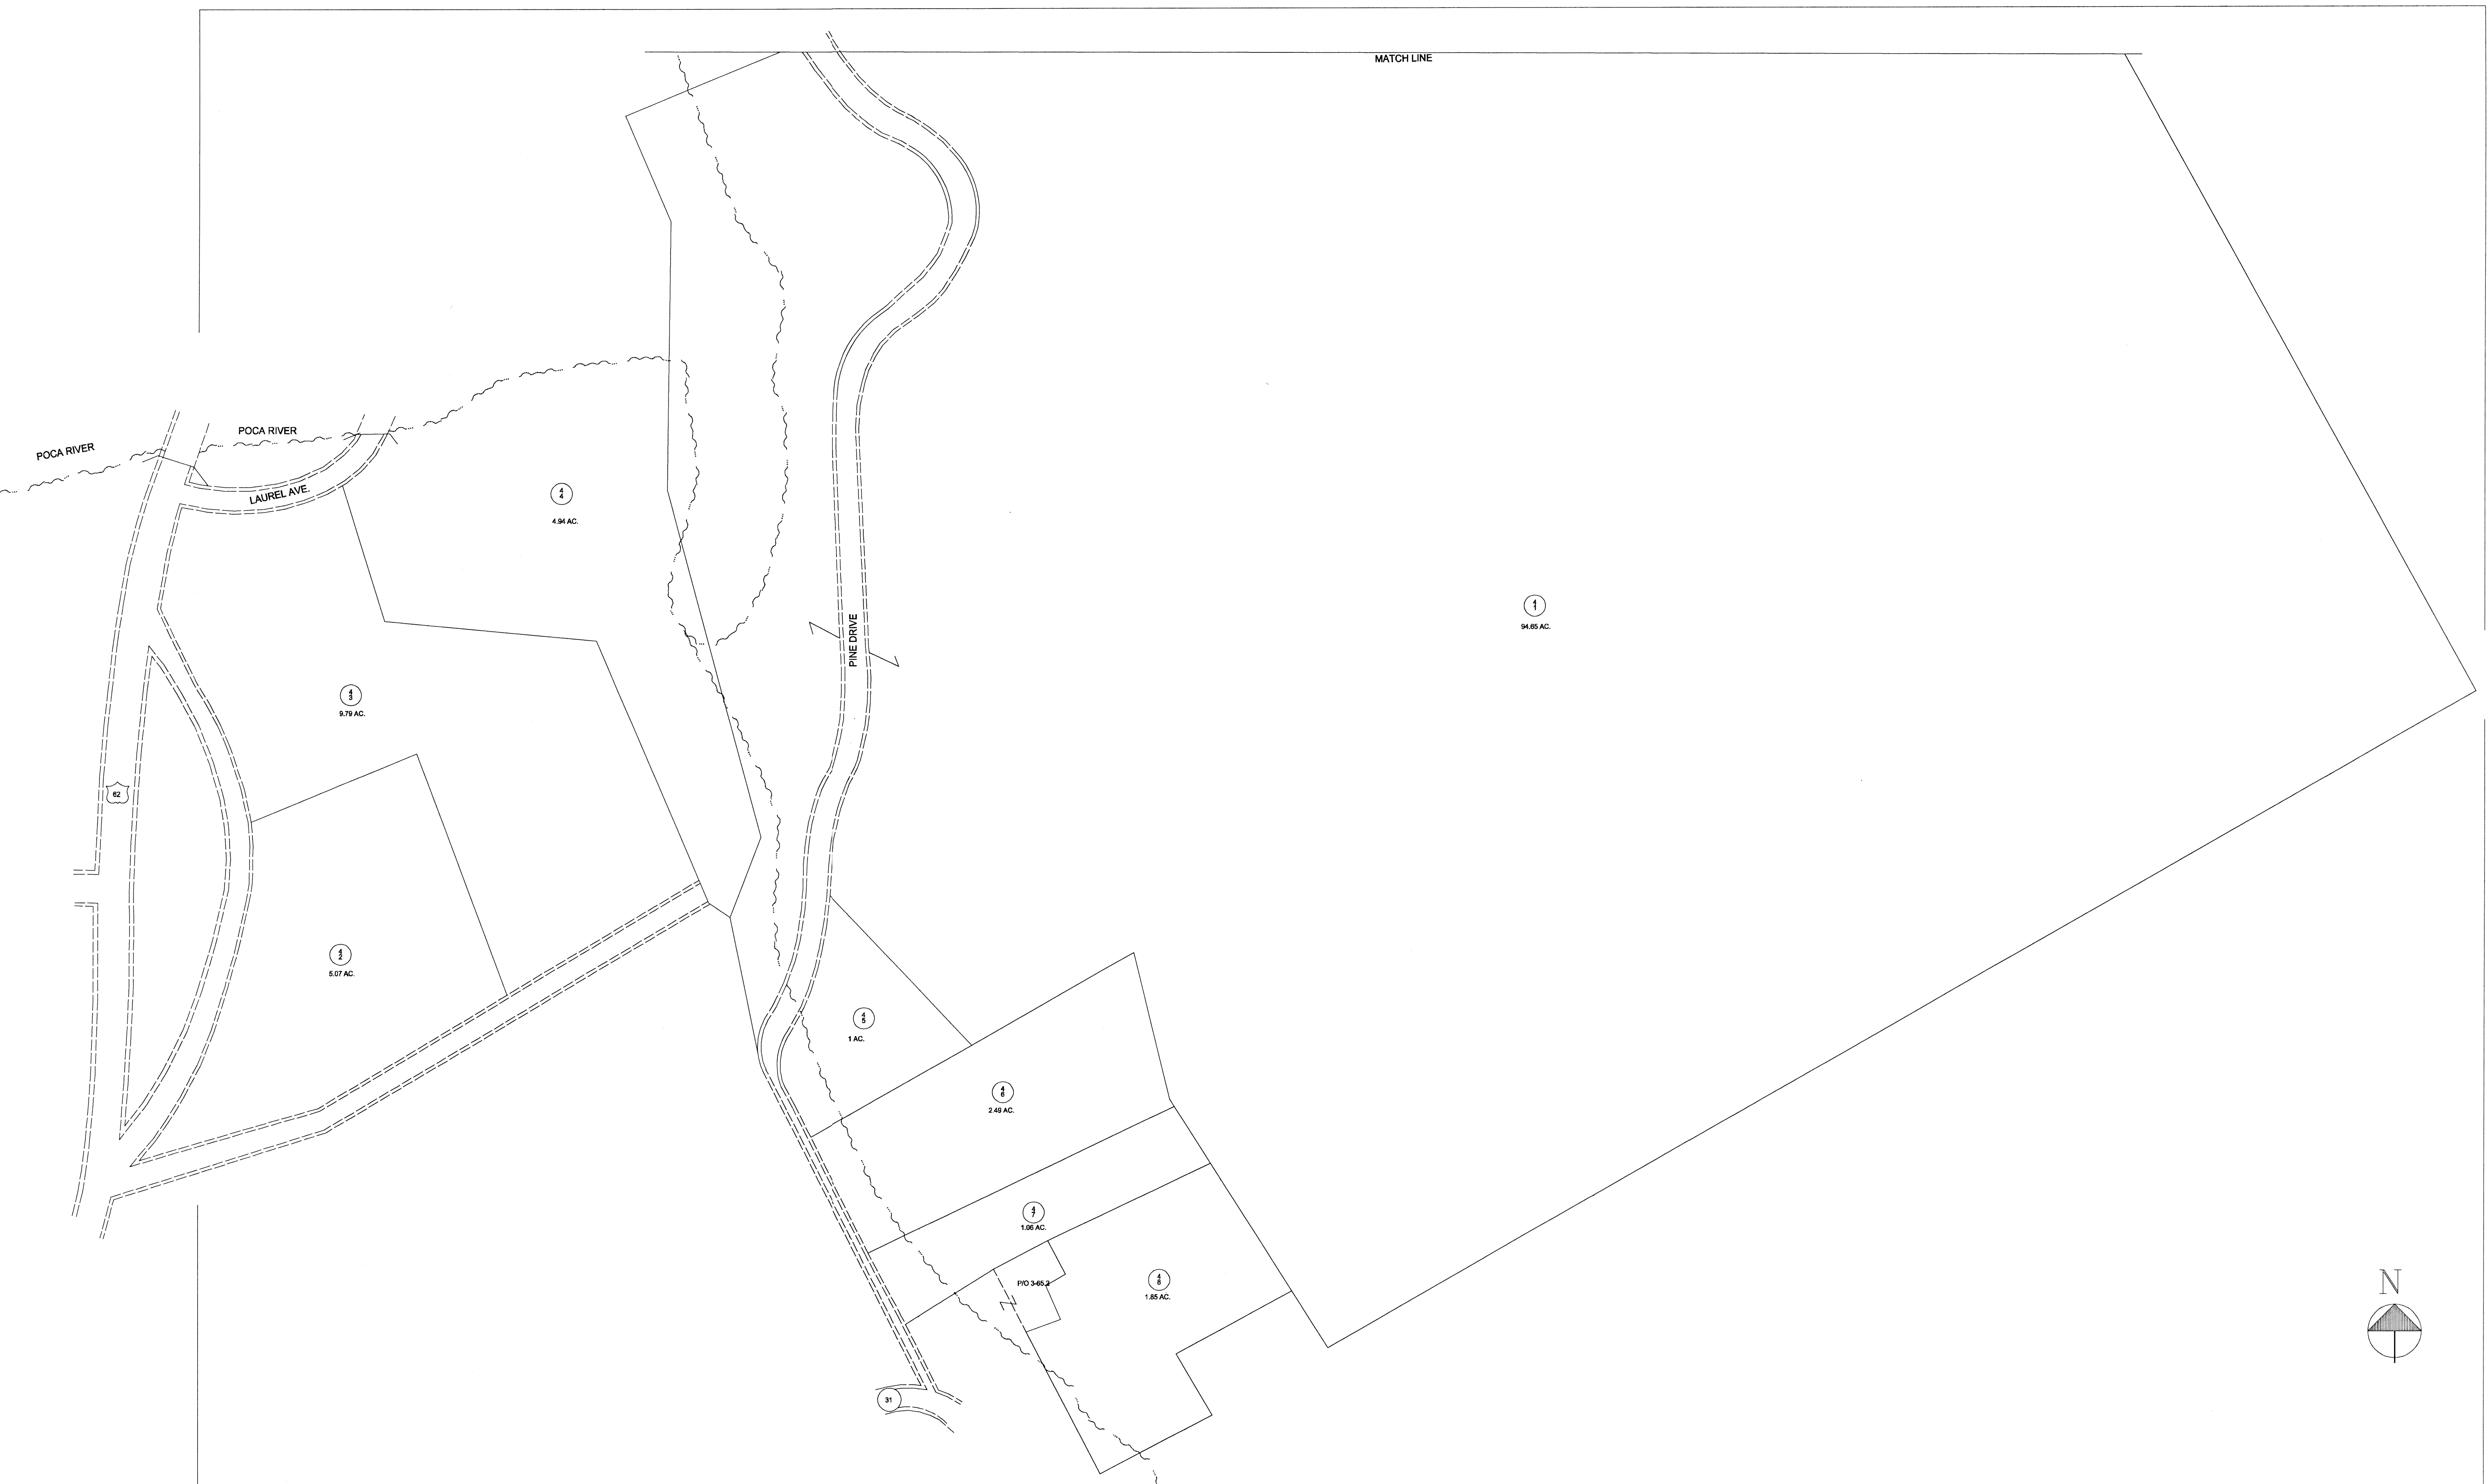 MATCH LINE
POCA RIVER
POCA RIVER
LAUREL AVE.
4
4
4.94 AC.
4
1
94.65 AC.
PINE DRIVE
4
3
9.79 AC.
62
4
2
5.07 AC.
4
5
1 AC.
4
6
2.49 AC.
4
7
1.06 AC.
P/O 3-65.2
4
8
1.85 AC.
N
31